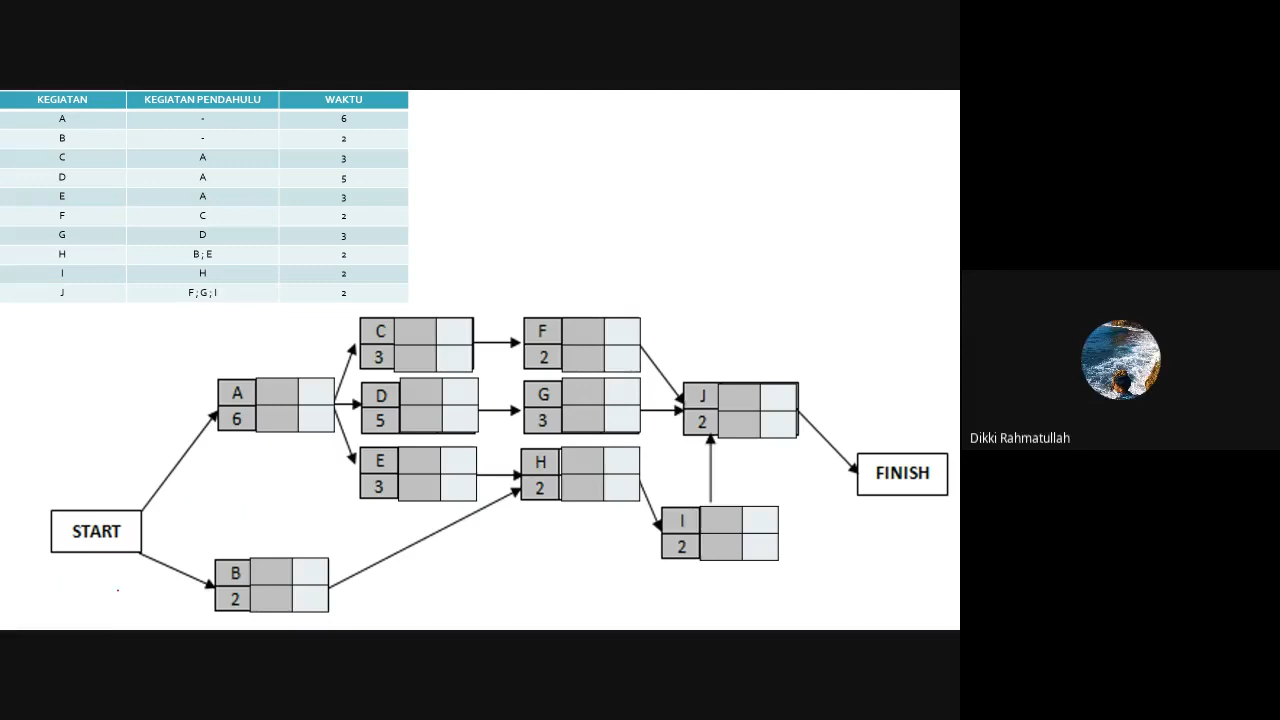 KEGIATAN KEGIATAN PENDAHULU WAKTU
A - 6
B - 2
C A 3
D A 5
E A 3
F C 2
G D 3
H B ; E 2
I H 2
J F ; G ; I 2
C F
3 2
A D G J
6 5 3 2
E H
3 2
FINISH
START
I
2
B
2
Dikki Rahmatullah